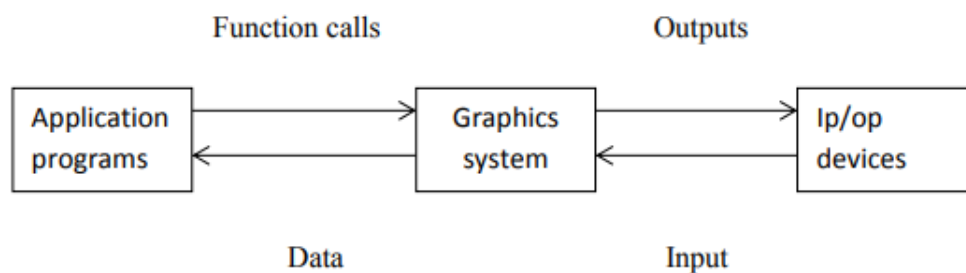 Function calls
Outputs
Application
programs
Graphics
system
Ip/op
devices
Data
Input